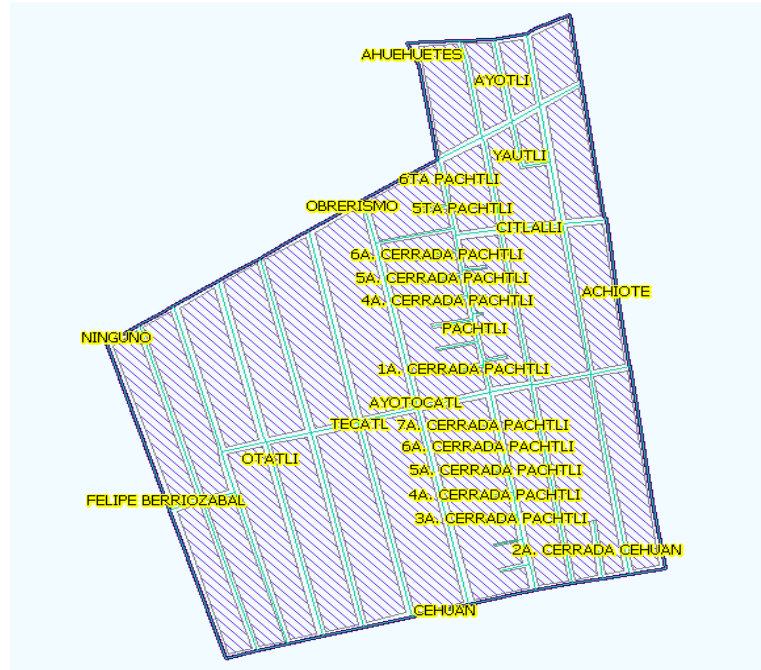 AHUEHUETES
AYOTLI
YAUTLI
6TA PACHTLI
OBRERISMO
5TA PACHTLI
CITLALLI
6A. CERRADA PACHTLI
5A. CERRADA PACHTLI
ACHIOTE
4A. CERRADA PACHTLI
PACHTLI
NINGUNO
1A. CERRADA PACHTLI
AYOTOCATL
TECATL
7A. CERRADA PACHTLI
6A. CERRADA PACHTLI
OTATLI
5A. CERRADA PACHTLI
4A. CERRADA PACHTLI
FELIPE BERRIOZABAL
3A. CERRADA PACHTLI
2A. CERRADA CEHUAN
CEHUAN